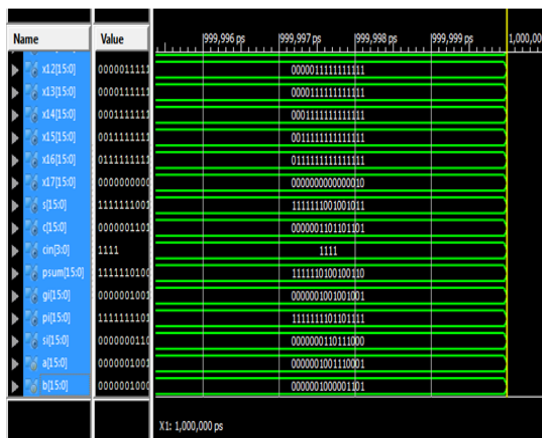 Name Value 999,996 ps 999,997 ps 999,998 ps 999,999 ps 1,000,00
x12[15:0] 0000011111 0000011111111111
x13[15:0] 0000111111 0000111111111111
x14[15:0] 0001111111 0001111111111111
x15[15:0] 0011111111 0011111111111111
x16[15:0] 0111111111 0111111111111111
x17[15:0] 0000000000 0000000000000010
s[15:0] 1111111001 1111111001001011
c[15:0] 0000001101 0000001101101101
cin[3:0] 1111 1111
psum[15:0] 1111110100 1111110100100110
gi[15:0] 0000001001 0000001001001001
pi[15:0] 1111111101 1111111101101111
si[15:0] 0000000110 0000000110111000
a[15:0] 0000001001 0000001001110001
b[15:0] 0000001000 0000001000001101
X1: 1,000,000 ps